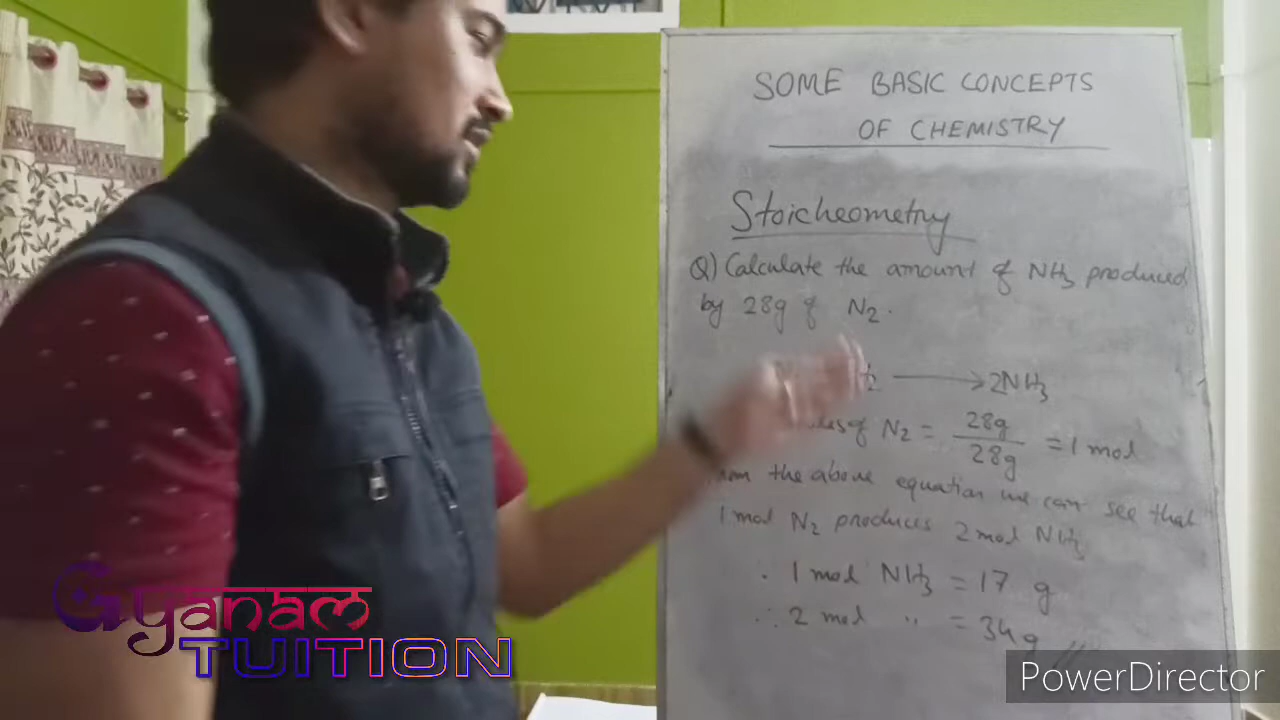 SOME BASIC CONCEPTS
OF CHEMISTRY
Stoicheometry
Q) Calculate the amount of NH3 produced
by 28g of N2.
H2 → 2NH3
of N2 = 28g/28g = 1 mol
the above equation we can see that
1 mol N2 produces 2 mol NH3
. 1 mol NH3 = 17 g
∴ 2 mol " = 34g //
Gyanam
TUITION
PowerDirector